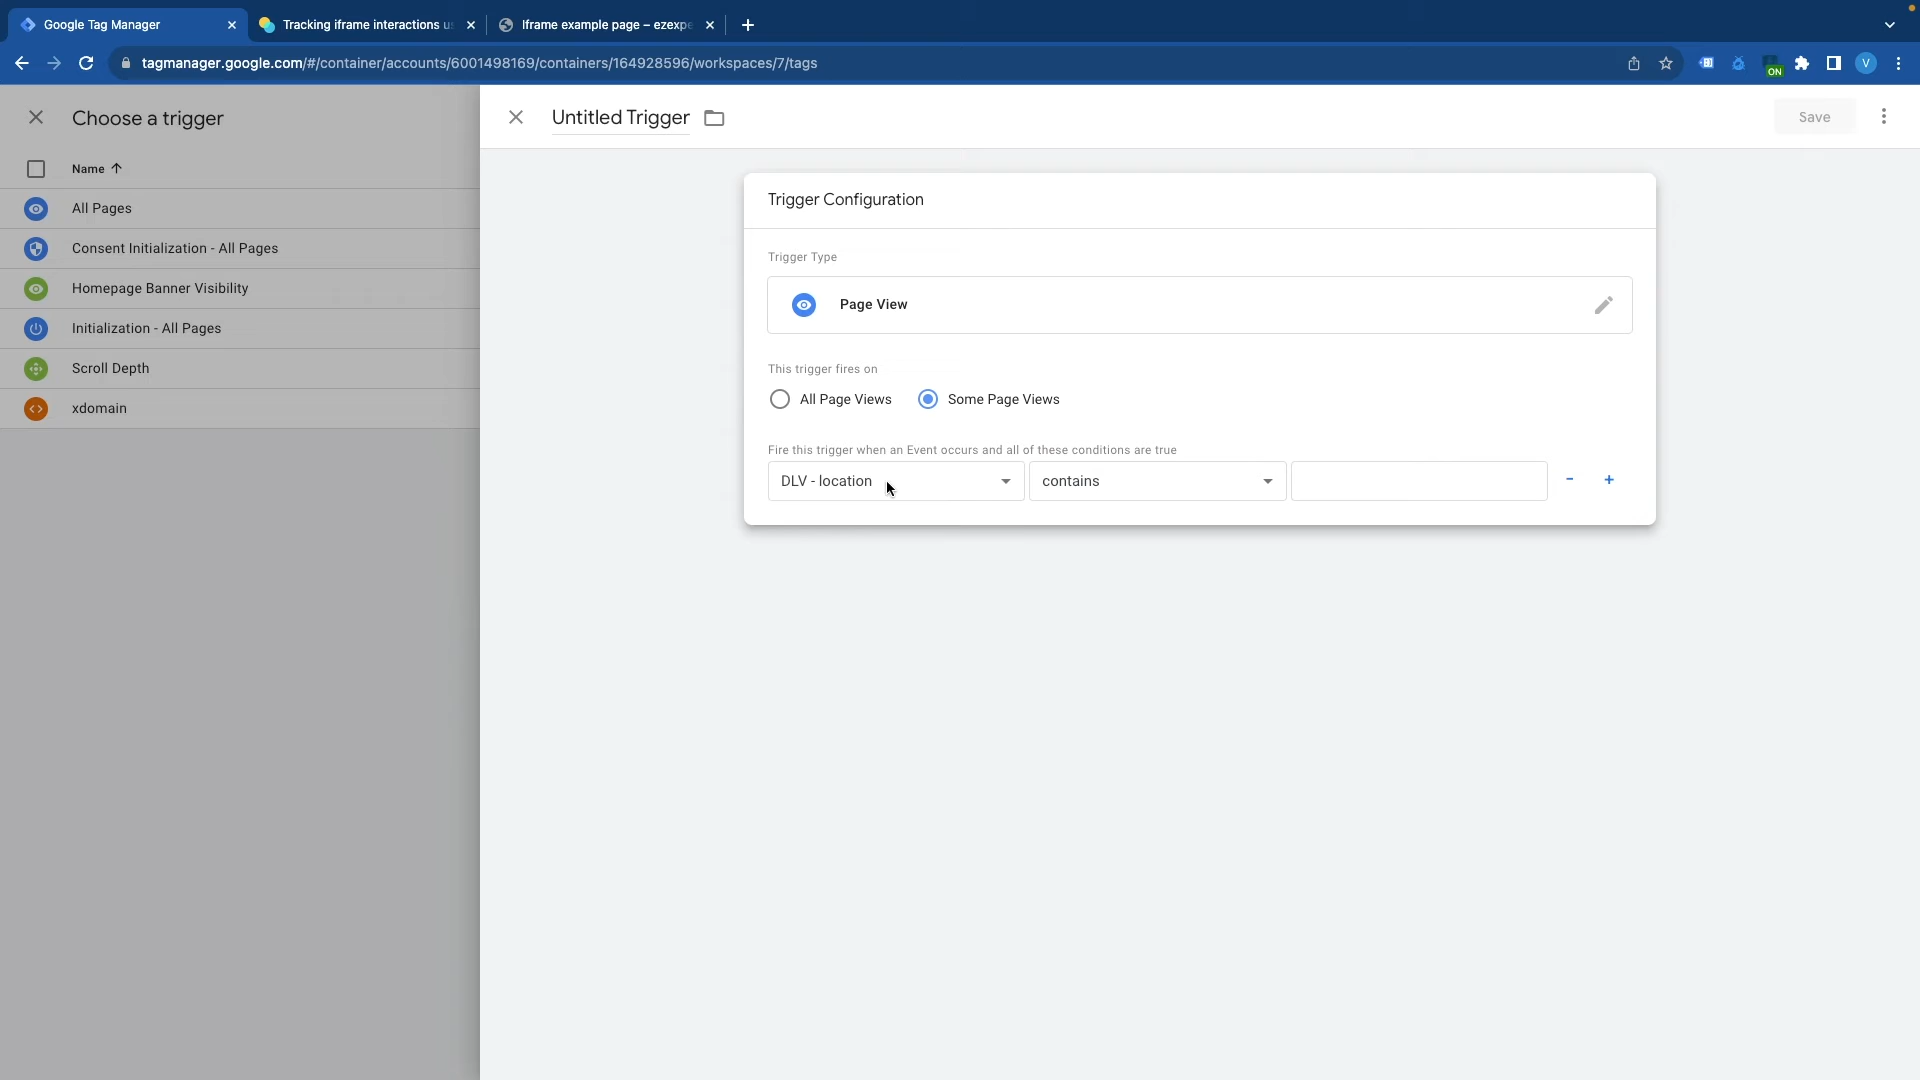 Google Tag Manager
Tracking iframe interactions u
Iframe example page – ezexpe
tagmanager.google.com/#/container/accounts/6001498169/containers/164928596/workspaces/7/tags
ON
V
Choose a trigger
Untitled Trigger
Save
Name
All Pages
Consent Initialization - All Pages
Homepage Banner Visibility
Initialization - All Pages
Scroll Depth
xdomain
Trigger Configuration
Trigger Type
Page View
This trigger fires on
All Page Views
Some Page Views
Fire this trigger when an Event occurs and all of these conditions are true
DLV - location
contains